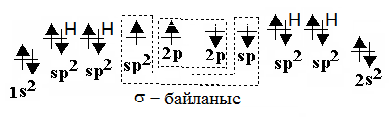 H H H H
sp² 2p 2p sp
sp² sp² sp² sp²
1s² 2s²
σ – байланыс